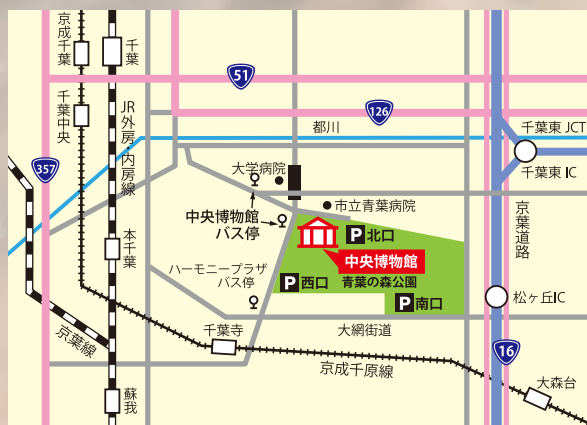 京成千葉
千葉
51
126
千葉中央
JR外房・内房線
都川
千葉東JCT
357
大学病院
千葉東IC
市立青葉病院
中央博物館
バス停
P北口
京葉道路
本千葉
中央博物館
ハーモニープラザ
バス停
P西口
青葉の森公園
P南口
松ヶ丘IC
京葉線
千葉寺
大網街道
16
京成千原線
大森台
蘇我